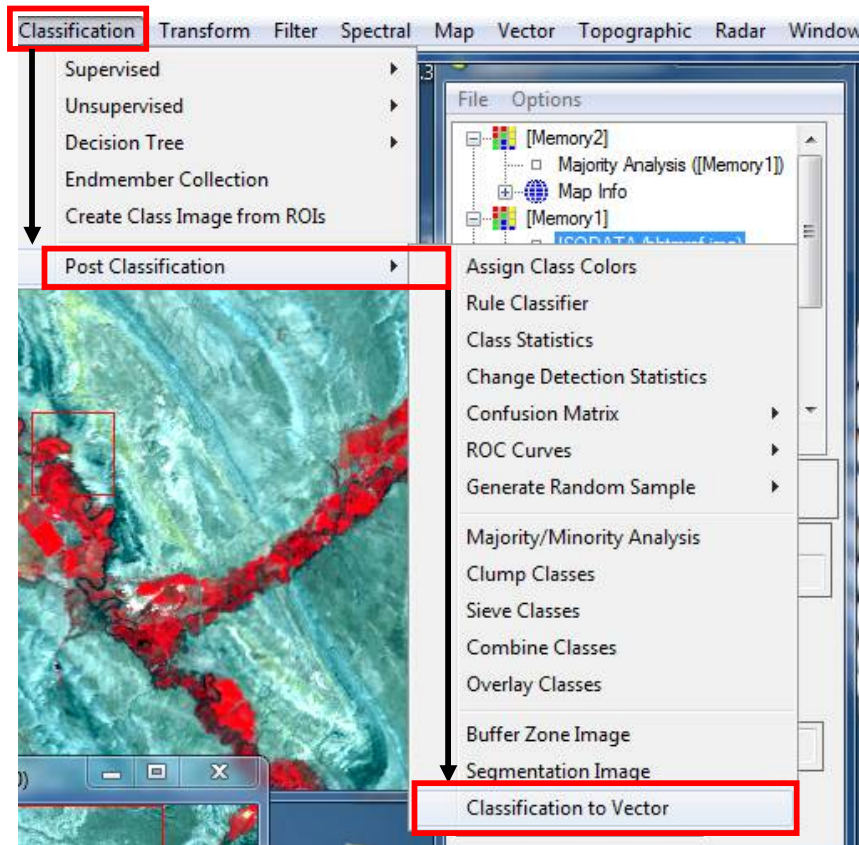 Classification Transform Filter Spectral Map Vector Topographic Radar Window
Supervised
Unsupervised
Decision Tree
Endmember Collection
Create Class Image from ROIs
Post Classification
.3
File Options
[Memory2]
Majority Analysis ([Memory1])
Map Info
[Memory1]
Assign Class Colors
Rule Classifier
Class Statistics
Change Detection Statistics
Confusion Matrix
ROC Curves
Generate Random Sample
Majority/Minority Analysis
Clump Classes
Sieve Classes
Combine Classes
Overlay Classes
Buffer Zone Image
Segmentation Image
Classification to Vector
0)